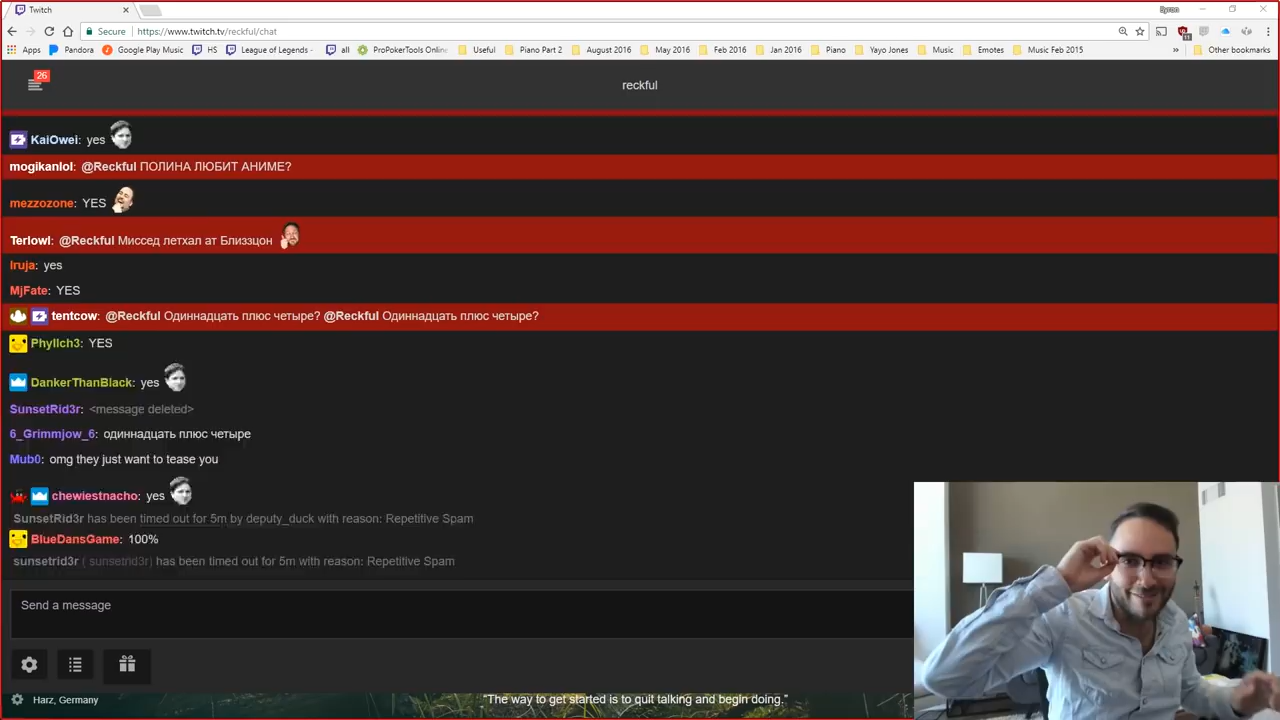 Twitch
Byron
Secure https://www.twitch.tv/reckful/chat
Apps Pandora Google Play Music HS League of Legends - all ProPokerTools Online Used Piano Part 2 August 2016 May 2016 Feb 2016 Jan 2016 Piano Yayo Jones Music Emotes Music Feb 2015 » Other bookmarks
26
reckful
KaiOwei: yes
mogikanlol: @Reckful ПОЛИНА ЛЮБИТ АНИМЕ?
mezzozone: YES
Terlowl: @Reckful Миссед летхал ат Близзцон
Iruja: yes
MjFate: YES
tentcow: @Reckful Одиннадцать плюс четыре? @Reckful Одиннадцать плюс четыре?
Phyllch3: YES
DankerThanBlack: yes
SunsetRid3r: <message deleted>
6_Grimmjow_6: одиннадцать плюс четыре
Mub0: omg they just want to tease you
chewiestnacho: yes
SunsetRid3r has been timed out for 5m by deputy_duck with reason: Repetitive Spam
BlueDansGame: 100%
sunsetrid3r ( sunsetrid3r) has been timed out for 5m with reason: Repetitive Spam
Send a message
Harz, Germany
"The way to get started is to quit talking and begin doing."